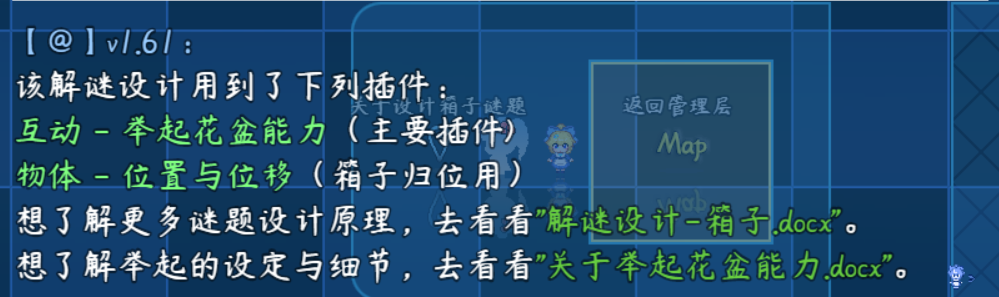 【@】v1.61：
该解谜设计用到了下列插件：
关于设计箱子谜题
返回管理层
互动 - 举起花盆能力（主要插件）
Map
物体 - 位置与位移（箱子归位用）
想了解更多谜题设计原理，去看看"解谜设计-箱子.docx"。
想了解举起的设定与细节，去看看"关于举起花盆能力.docx"。